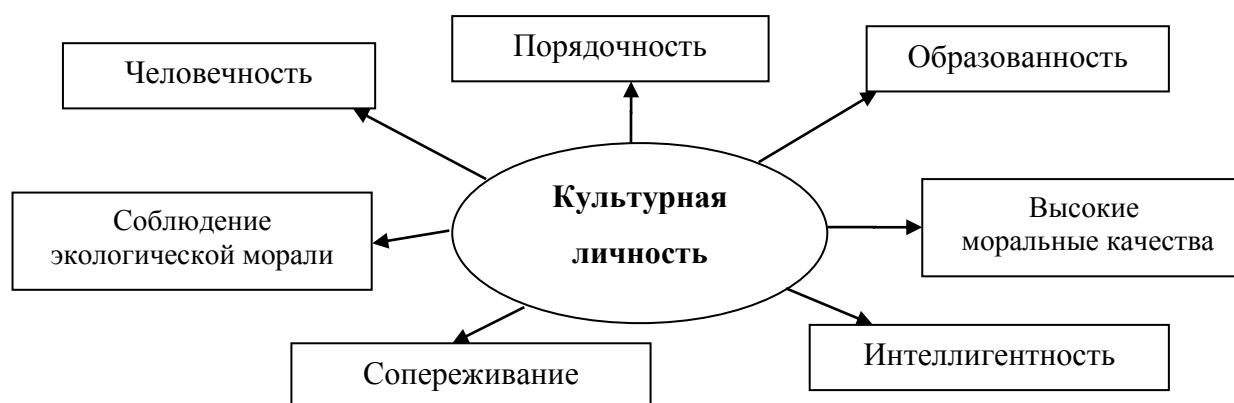 Порядочность
Человечность
Образованность
Культурная
личность
Соблюдение
экологической морали
Высокие
моральные качества
Сопереживание
Интеллигентность